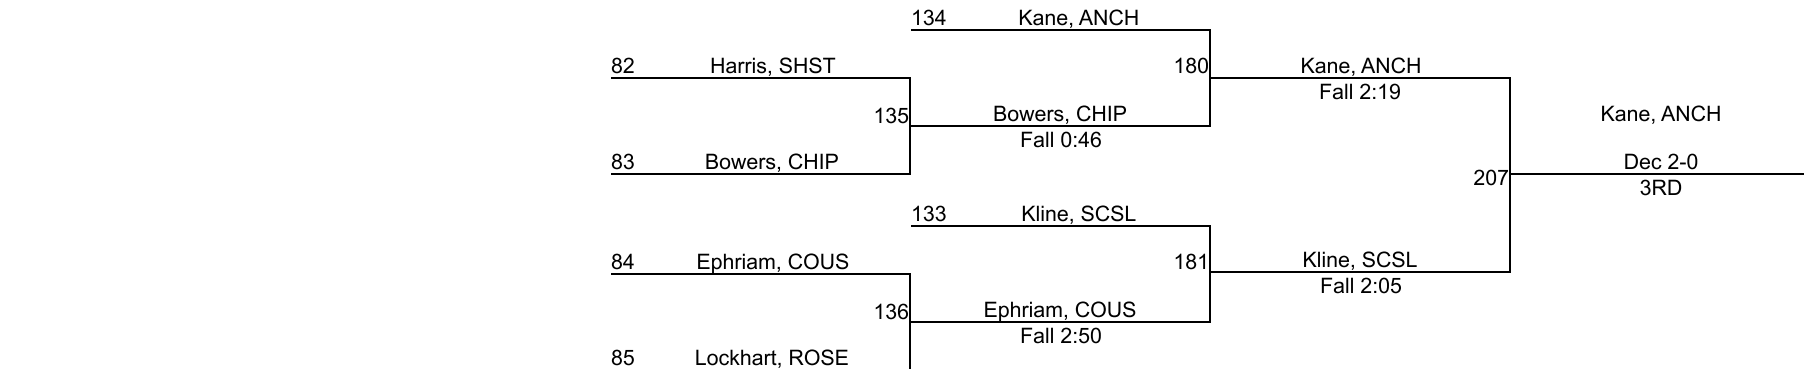 134 Kane, ANCH
82 Harris, SHST
180 Kane, ANCH
Fall 2:19
135 Bowers, CHIP
Fall 0:46
Kane, ANCH
83 Bowers, CHIP
Dec 2-0
207
3RD
133 Kline, SCSL
84 Ephriam, COUS
181 Kline, SCSL
Fall 2:05
136 Ephriam, COUS
Fall 2:50
85 Lockhart, ROSE